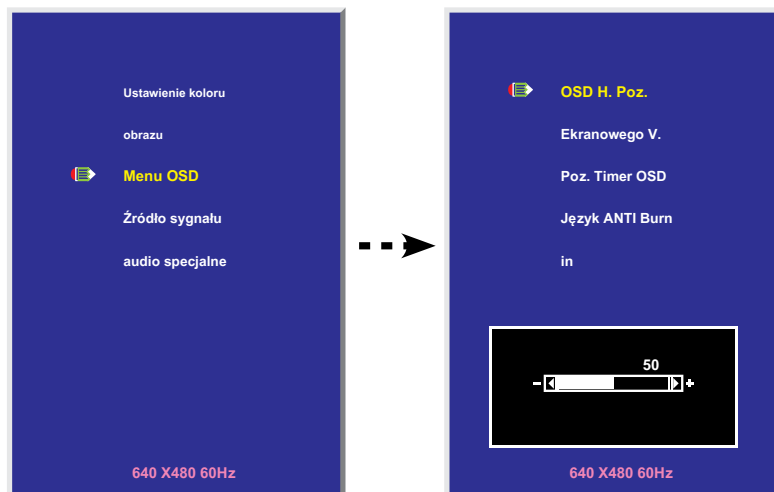 Ustawienie koloru
obrazu
Menu OSD
Źródło sygnału
audio specjalne
640 X480 60Hz
OSD H. Poz.
Ekranowego V.
Poz. Timer OSD
Język ANTI Burn
in
50
- +
640 X480 60Hz